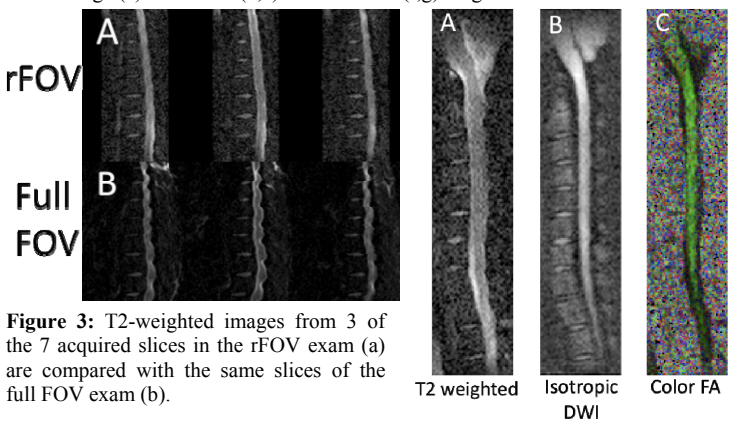 A
rFOV
B
Full
FOV
Figure 3: T2-weighted images from 3 of
the 7 acquired slices in the rFOV exam (a)
are compared with the same slices of the
full FOV exam (b).
A
B
C
T2 weighted
Isotropic
DWI
Color FA